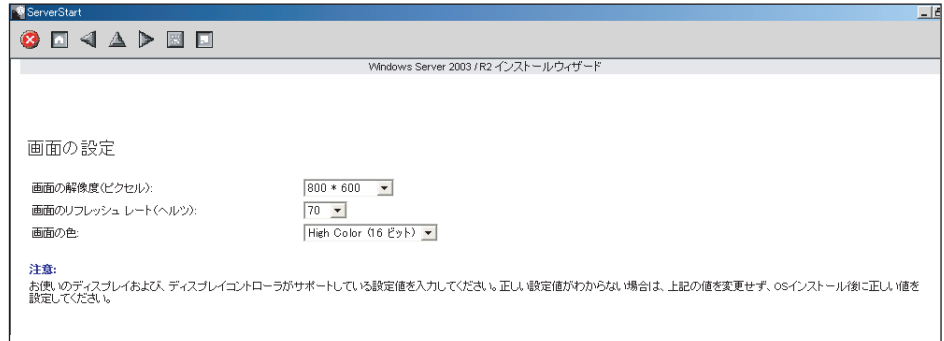 ServerStart
Windows Server 2003 / R2 インストールウィザード
画面の設定
画面の解像度(ピクセル):
800 * 600
画面のリフレッシュ レート(ヘルツ):
70
画面の色:
High Color (16 ビット)
注意:
お使いのディスプレイおよび、ディスプレイコントローラがサポートしている設定値を入力してください。正しい設定値がわからない場合は、上記の値を変更せず、OSインストール後に正しい値を
設定してください。